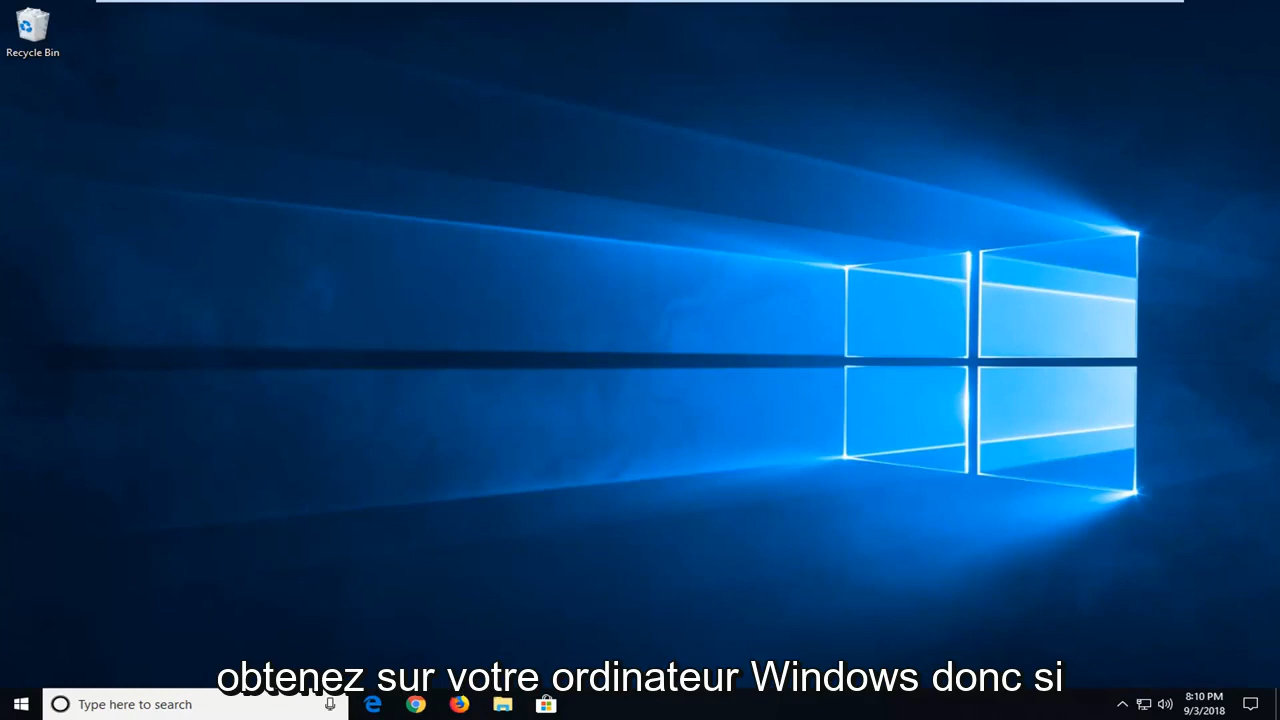 Recycle Bin
obtenez sur votre ordinateur Windows donc si
Type here to search
8:10 PM
9/3/2018